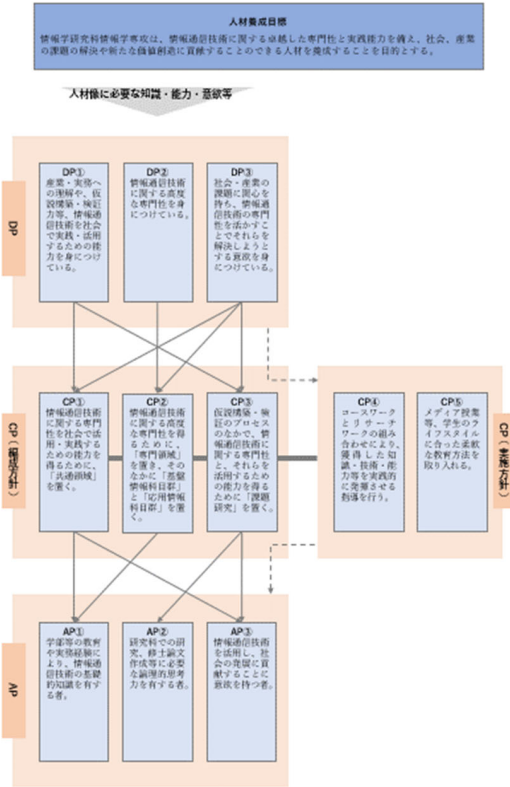 人材養成目標
情報学研究科情報学専攻は、情報通信技術に関する卓越した専門性と実践能力を備え、社会、産業
の課題の解決や新たな価値創造に貢献することのできる人材を養成することを目的とする。
人材像に必要な知識・能力・意欲等
DP
DP①
産業・実務へ
の理解や、仮
説構築・検証
力等、情報通
信技術を社会
で実践・活用
するための能
力を身につけ
ている。
DP②
情報通信技術
に関する高度
な専門性を身
につけている。
DP③
社会・産業の
課題に関心を
持ち、情報通
信技術の専門
性を活かすこ
とでそれらを
解決しようと
する意欲を身
につけている。
CP(編成方針)
CP①
情報通信技術
に関する専門
性を社会で活
用・実践する
ための能力を
得るために、
「共通領域」
を置く。
CP②
情報通信技術
に関する高度
な専門性を得
るために、
「専門領域」
を置き、その
なかに「基盤
情報科目群」
と「応用情報
科目群」を置
く。
CP③
仮説構築・検
証のプロセス
のなかで、情
報通信技術に
関する専門性
と、それらを
活用するため
の能力を得る
ために「課題
研究」を置く。
CP④
コースワーク
とリサーチ
ワークの組み
合わせにより、
獲得した知
識・技術・能
力等を実践的
に発揮させる
指導を行う。
CP⑤
メディア授業
等、学生のラ
イフスタイル
に合った柔軟
な教育方法を
取り入れる。
CP(実施方針)
AP
AP①
学部等の教育
や実務経験に
より、情報通
信技術の基礎
的知識を有す
る者。
AP②
研究科での研
究、修士論文
作成等に必要
な論理的思考
力を有する者。
AP③
情報通信技術
を活用し、社
会の発展に貢
献することに
意欲を持つ者。